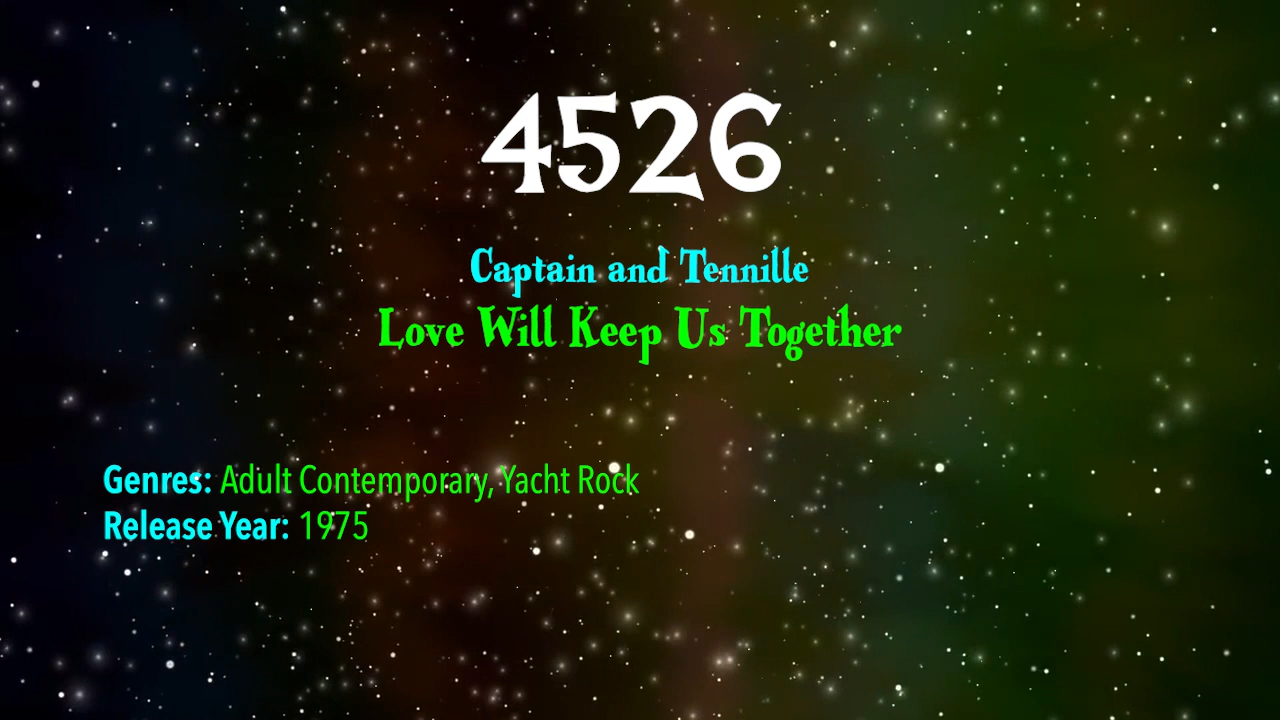 4526
Captain and Tennille
Love Will Keep Us Together
Genres: Adult Contemporary, Yacht Rock
Release Year: 1975